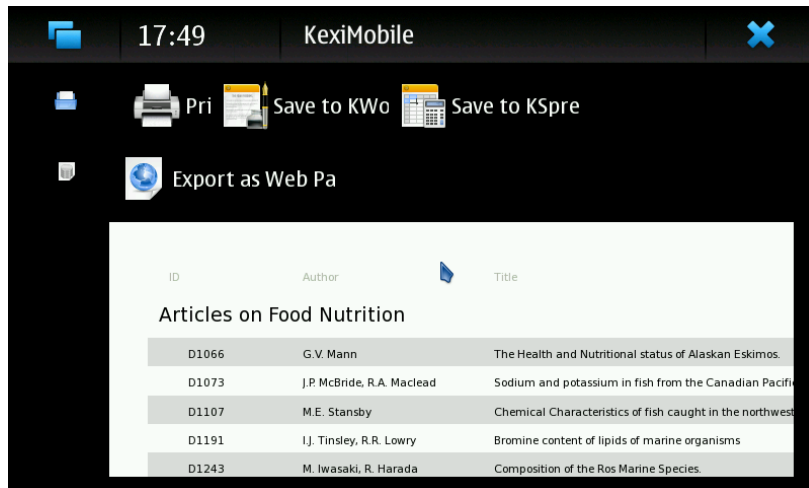 17:49 KexiMobile
Pri Save to KWo Save to KSpre
Export as Web Pa
ID Author Title
Articles on Food Nutrition
D1066 G.V. Mann The Health and Nutritional status of Alaskan Eskimos.
D1073 J.P. McBride, R.A. Maclead Sodium and potassium in fish from the Canadian Pacifi
D1107 M.E. Stansby Chemical Characteristics of fish caught in the northwest
D1191 I.J. Tinsley, R.R. Lowry Bromine content of lipids of marine organisms
D1243 M. Iwasaki, R. Harada Composition of the Ros Marine Species.